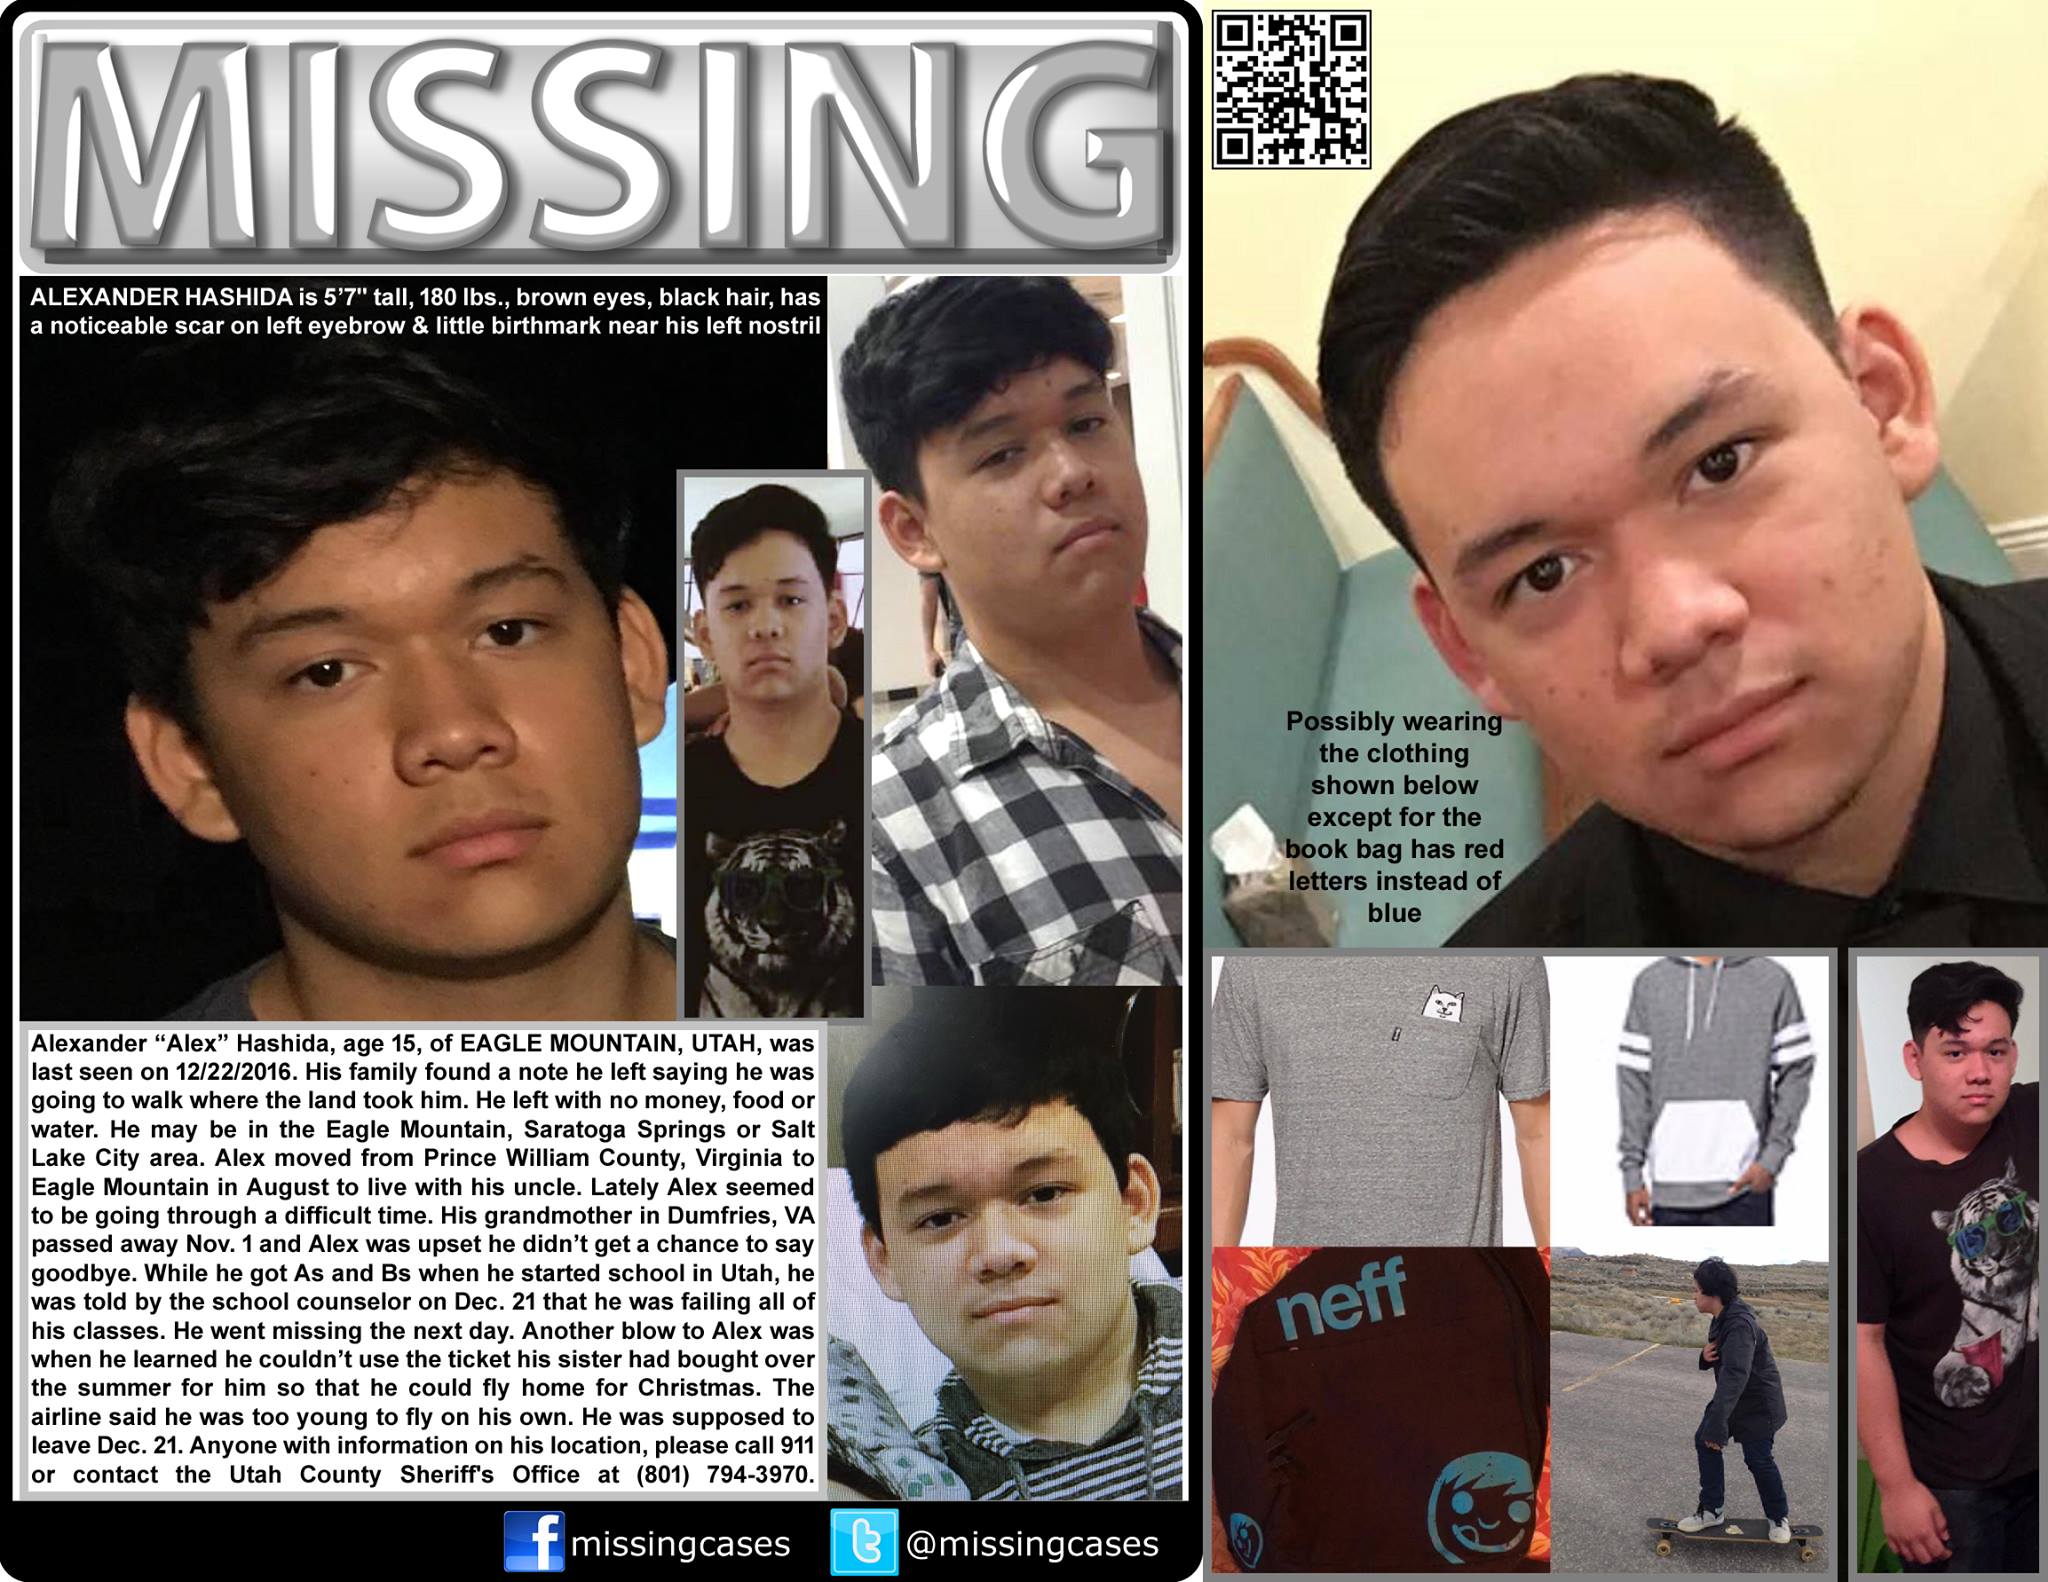 MISSING
ALEXANDER HASHIDA is 5’7" tall, 180 lbs., brown eyes, black hair, has
a noticeable scar on left eyebrow & little birthmark near his left nostril
Alexander “Alex” Hashida, age 15, of EAGLE MOUNTAIN, UTAH, was
last seen on 12/22/2016. His family found a note he left saying he was
going to walk where the land took him. He left with no money, food or
water. He may be in the Eagle Mountain, Saratoga Springs or Salt
Lake City area. Alex moved from Prince William County, Virginia to
Eagle Mountain in August to live with his uncle. Lately Alex seemed
to be going through a difficult time. His grandmother in Dumfries, VA
passed away Nov. 1 and Alex was upset he didn’t get a chance to say
goodbye. While he got As and Bs when he started school in Utah, he
was told by the school counselor on Dec. 21 that he was failing all of
his classes. He went missing the next day. Another blow to Alex was
when he learned he couldn’t use the ticket his sister had bought over
the summer for him so that he could fly home for Christmas. The
airline said he was too young to fly on his own. He was supposed to
leave Dec. 21. Anyone with information on his location, please call 911
or contact the Utah County Sheriff's Office at (801) 794-3970.
f missingcases
t @missingcases
Possibly wearing
the clothing
shown below
except for the
book bag has red
letters instead of
blue
neff